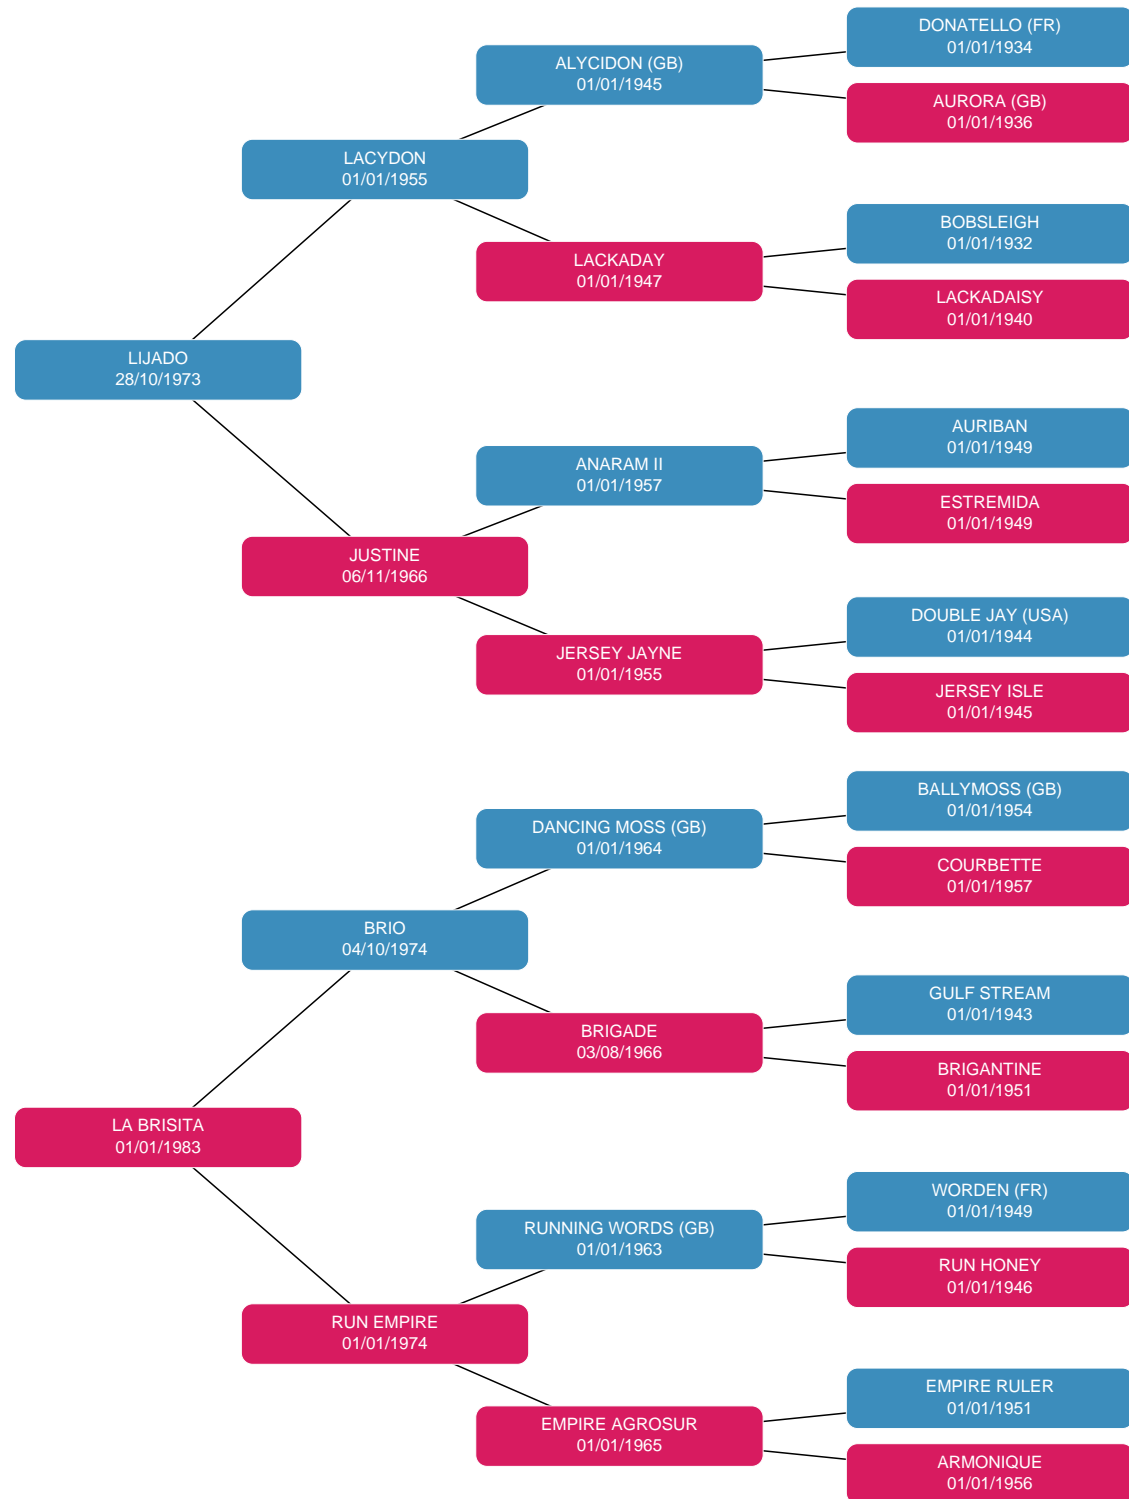 DONATELLO (FR)
01/01/1934
ALYCIDON (GB)
01/01/1945
AURORA (GB)
01/01/1936
LACYDON
01/01/1955
BOBSLEIGH
01/01/1932
LACKADAY
01/01/1947
LACKADAISY
01/01/1940
LIJADO
28/10/1973
AURIBAN
01/01/1949
ANARAM II
01/01/1957
ESTREMIDA
01/01/1949
JUSTINE
06/11/1966
DOUBLE JAY (USA)
01/01/1944
JERSEY JAYNE
01/01/1955
JERSEY ISLE
01/01/1945
BALLYMOSS (GB)
01/01/1954
DANCING MOSS (GB)
01/01/1964
COURBETTE
01/01/1957
BRIO
04/10/1974
GULF STREAM
01/01/1943
BRIGADE
03/08/1966
BRIGANTINE
01/01/1951
LA BRISITA
01/01/1983
WORDEN (FR)
01/01/1949
RUNNING WORDS (GB)
01/01/1963
RUN HONEY
01/01/1946
RUN EMPIRE
01/01/1974
EMPIRE RULER
01/01/1951
EMPIRE AGROSUR
01/01/1965
ARMONIQUE
01/01/1956